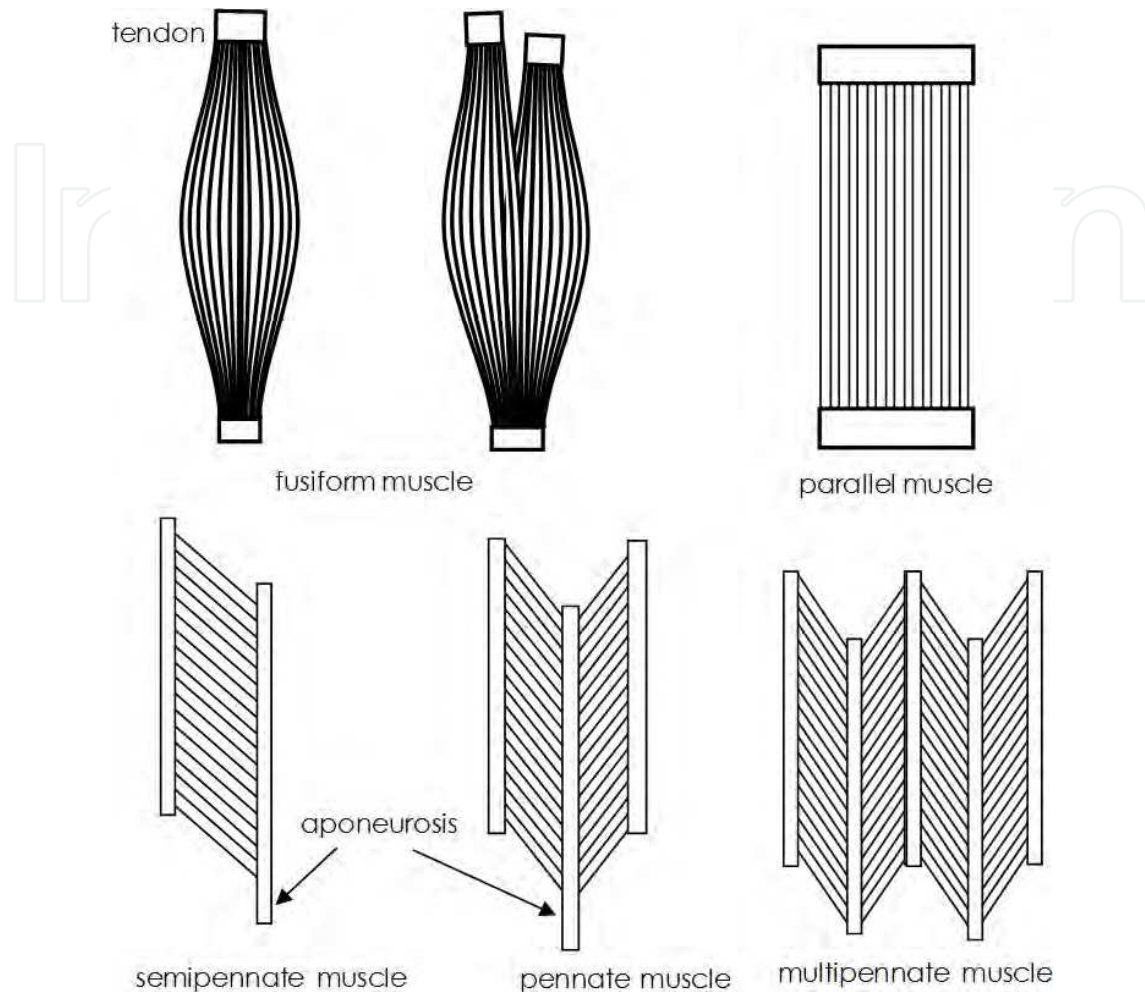 tendon
fusiform muscle
parallel muscle
aponeurosis
semipennate muscle
pennate muscle
multipennate muscle